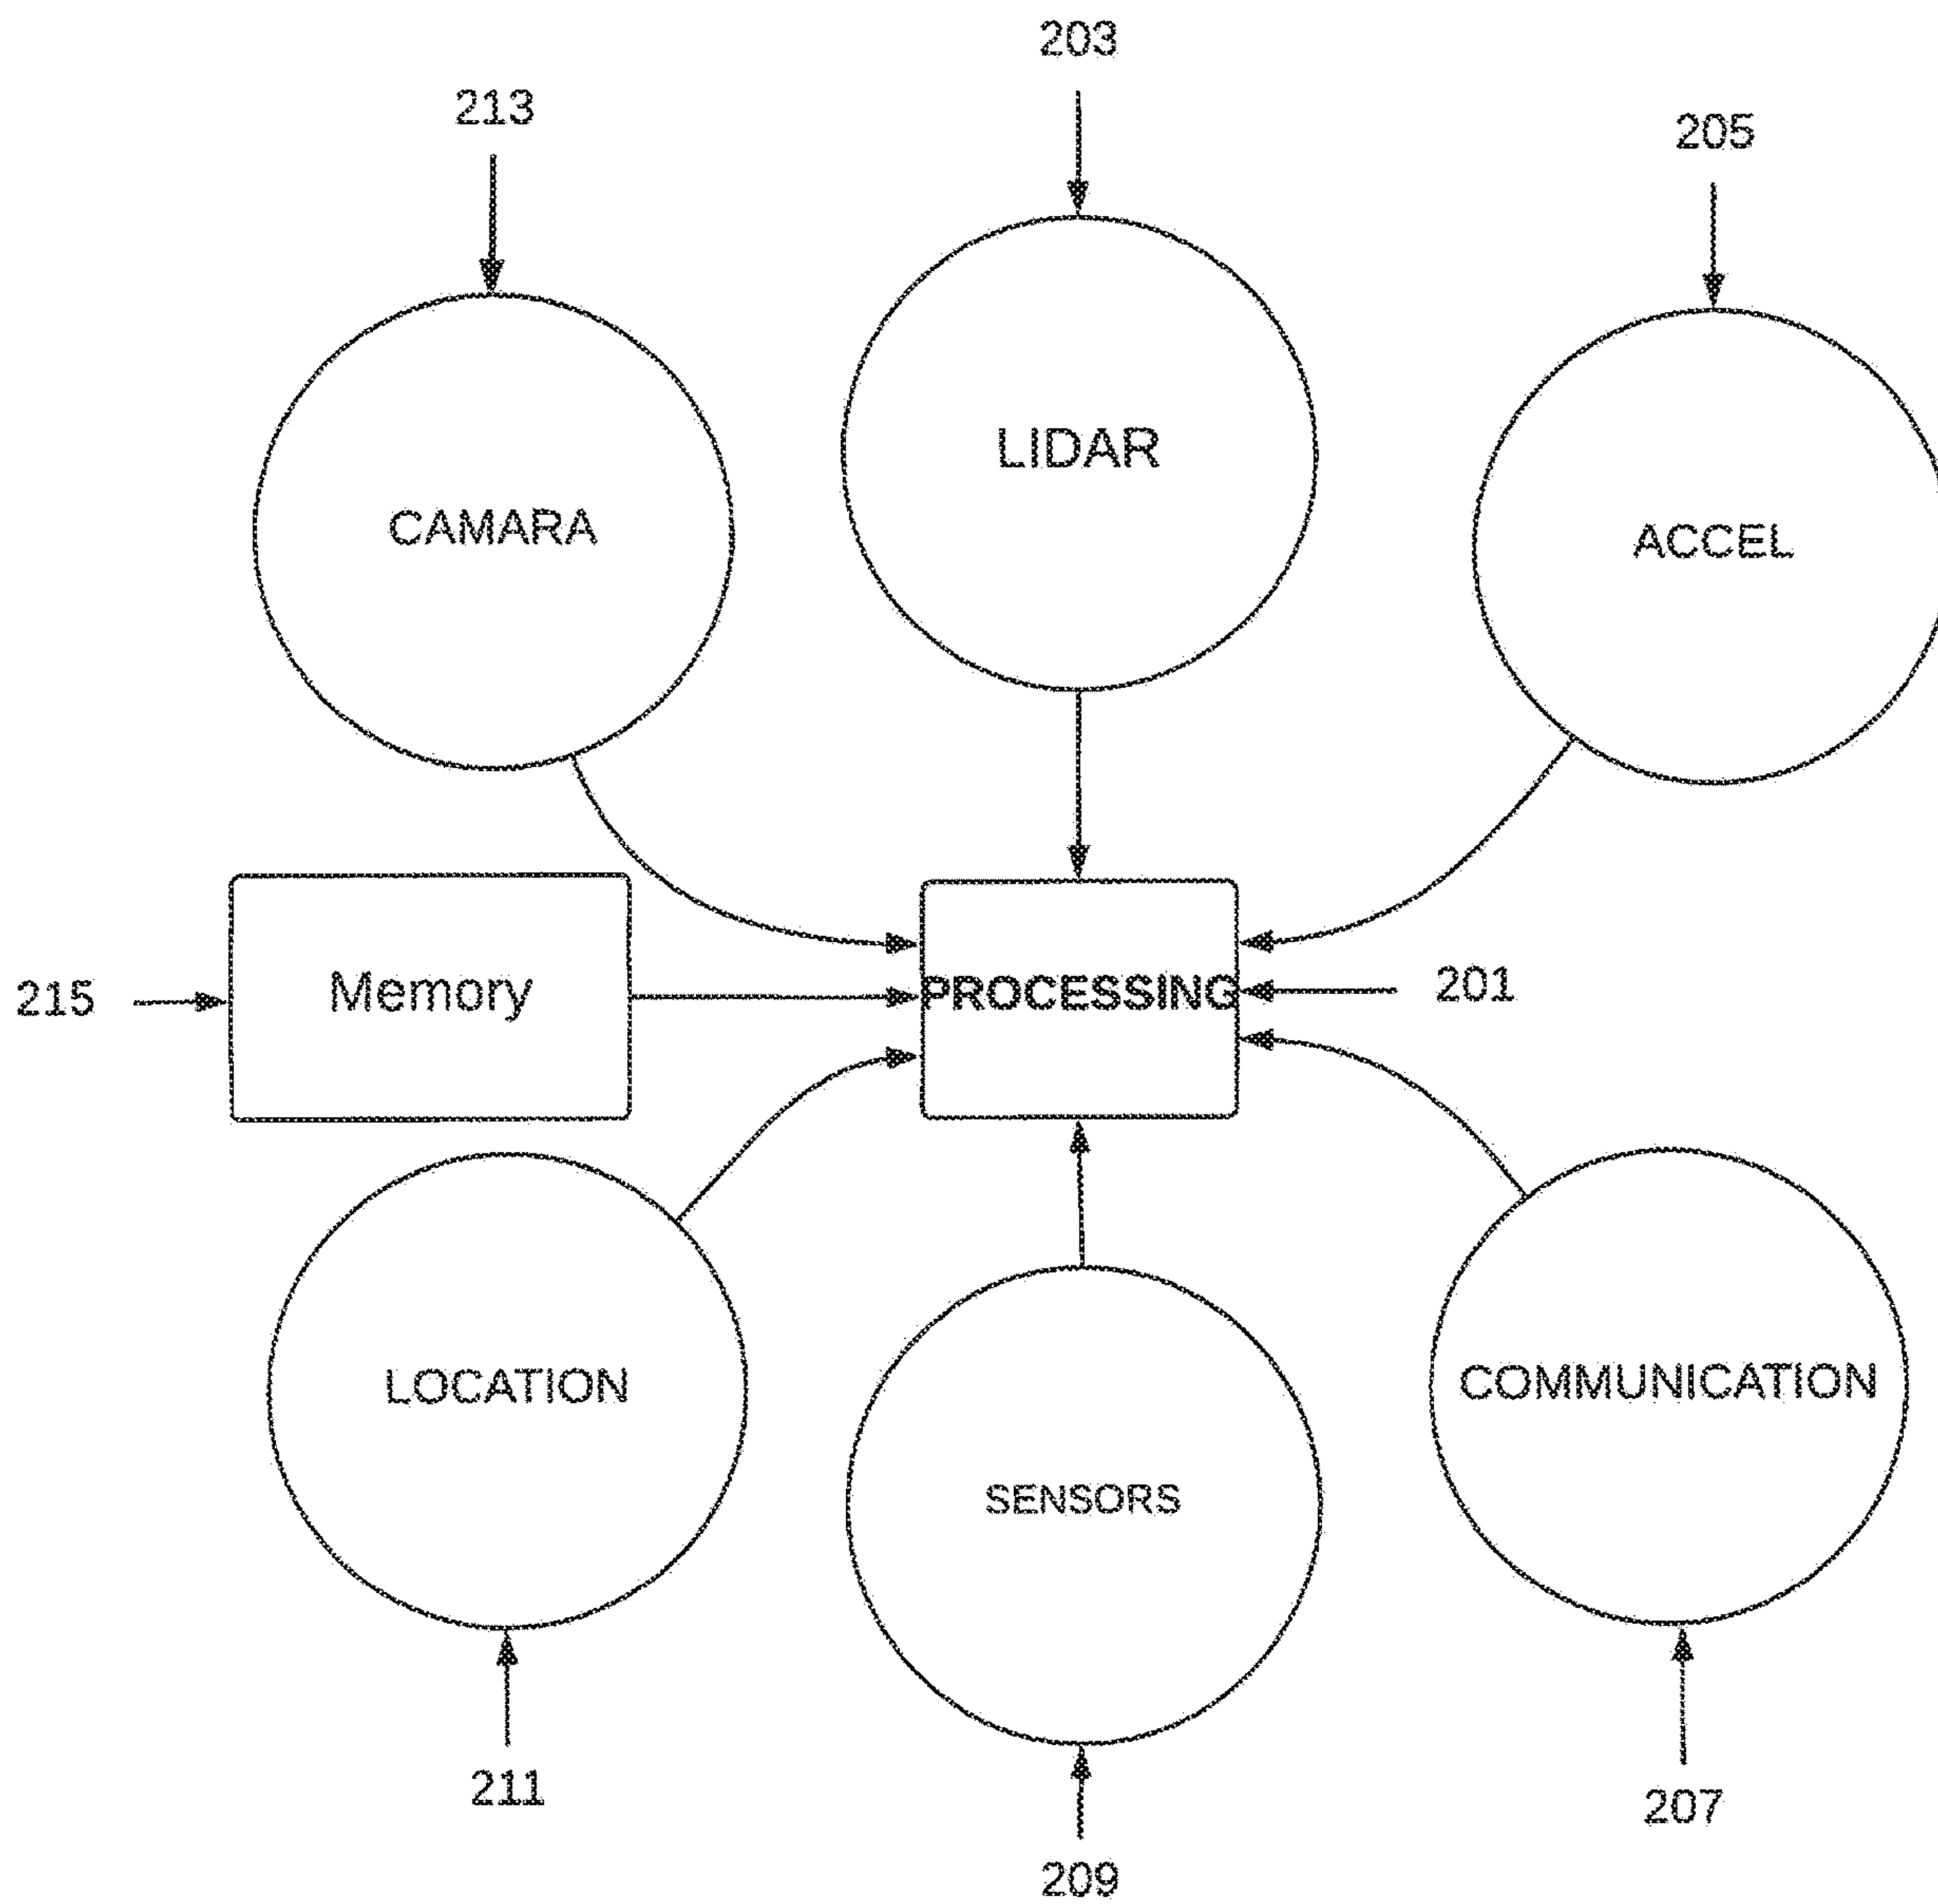 203
213
205
LIDAR
CAMARA
ACCEL
215
Memory
PROCESSING
201
LOCATION
COMMUNICATION
SENSORS
211
207
209